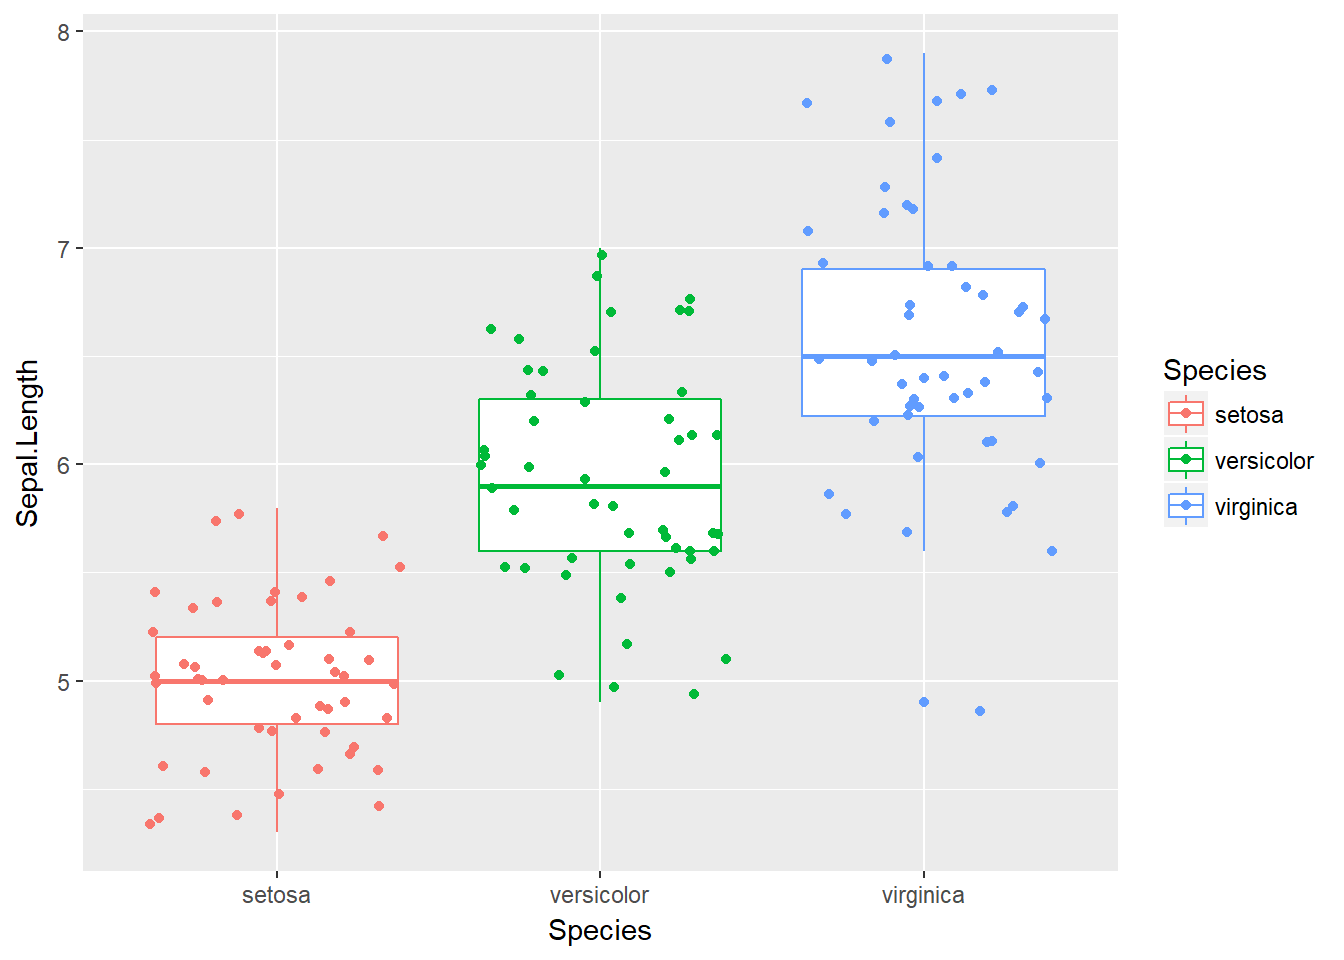 8
7
6
5
Sepal.Length
setosa
versicolor
virginica
Species
Species
setosa
versicolor
virginica